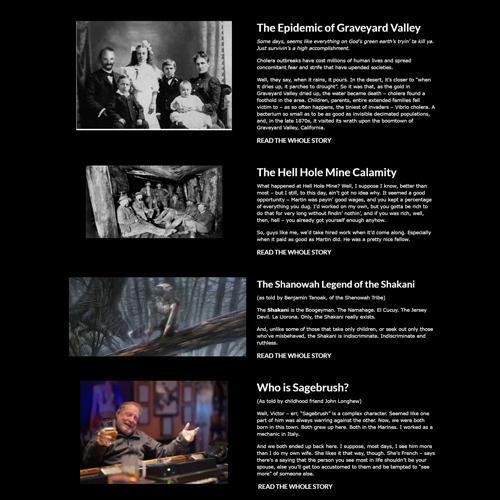 The Epidemic of Graveyard Valley
Some days, seems like everything on God's green earth's tryin' ta kill ya.
Just survivin's a high accomplishment.
Cholera outbreaks have cost millions of human lives and spread
concomitant fear and strife that have upended societies.
Well, they say, when it rains, it pours. In the desert, it's closer to "when
it dries up, it parches to drought". So it was that, as the gold in
Graveyard Valley dried up, the water became death – cholera found a
foothold in the area. Children, parents, entire extended families fell
victim to – as so often happens, the tiniest of invaders – Vibrio cholera. A
bacterium so small as to be as good as invisible decimated populations,
and, in the late 1870s, it visited its wrath upon the boomtown of
Graveyard Valley, California.
READ THE WHOLE STORY
The Hell Hole Mine Calamity
What happened at Hell Hole Mine? Well, I suppose I know, better than
most – but I still, to this day, ain't got no idea why. It seemed a good
opportunity – Martin was payin' good wages, and you kept a percentage
of everything you dug. I'd worked on my own, but you gotta be rich to
do that for very long without findin' nothin', and if you was rich, well,
then, hell – you already got yourself enough anyhow.
So, guys like me, we'd take hired work when it'd come along. Especially
when it paid as good as Martin did. He was a pretty nice fellow.
READ THE WHOLE STORY
The Shanowah Legend of the Shakani
(as told by Benjamin Tanoak, of the Shenowah Tribe)
The Shakani is the Boogeyman. The Namahage. El Cucuy. The Jersey
Devil. La Llorona. Only, the Shakani really exists.
And, unlike some of those that take only children, or seek out only those
who've misbehaved, the Shakani is indiscriminate. Indiscriminate and
ruthless.
READ THE WHOLE STORY
Who is Sagebrush?
(As told by childhood friend John Longhew)
Well, Victor – err, "Sagebrush" is a complex character. Seemed like one
part of him was always warring against the other. Now, we were both
born in this town. Both grew up here. Both in the Marines. I worked as a
mechanic in Italy.
And we both ended up back here. I suppose, most days, I see him more
than I do my own wife. She likes it that way, though. She's French – says
there's a saying that the person you see most in life shouldn't be your
spouse, else you'll get too accustomed to them and be tempted to "see
more" of someone else.
READ THE WHOLE STORY